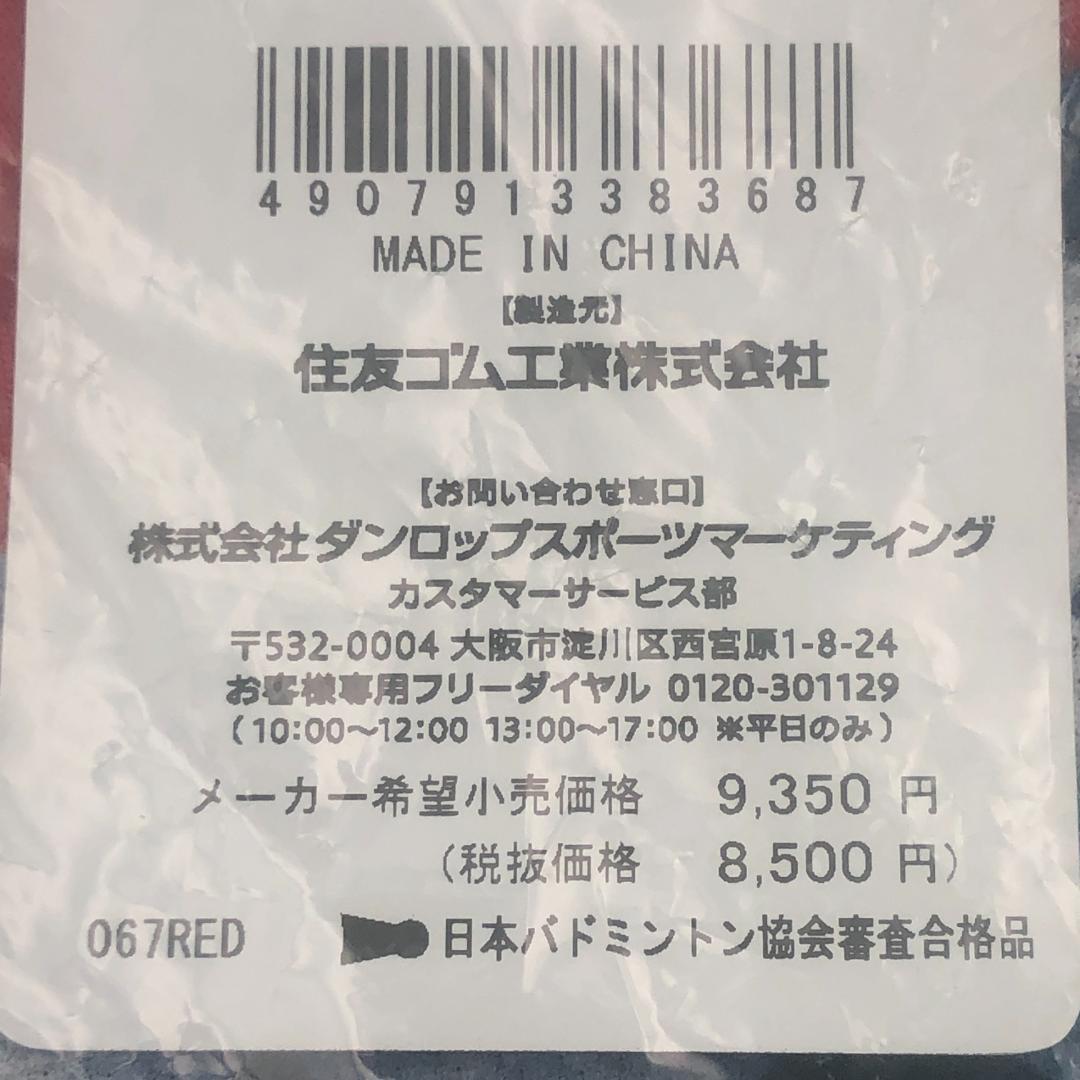 4907913383687
MADE IN CHINA
【製造元】
住友ゴム工業株式会社
【お問い合わせ窓口】
株式会社ダンロップスポーツマーケティング
カスタマーサービス部
〒532-0004 大阪市淀川区西宮原1-8-24
お客様専用フリーダイヤル 0120-301129
(10:00〜12:00 13:00〜17:00 ※平日のみ)
メーカー希望小売価格 9,350 円
(税抜価格 8,500 円)
067RED 日本バドミントン協会審査合格品